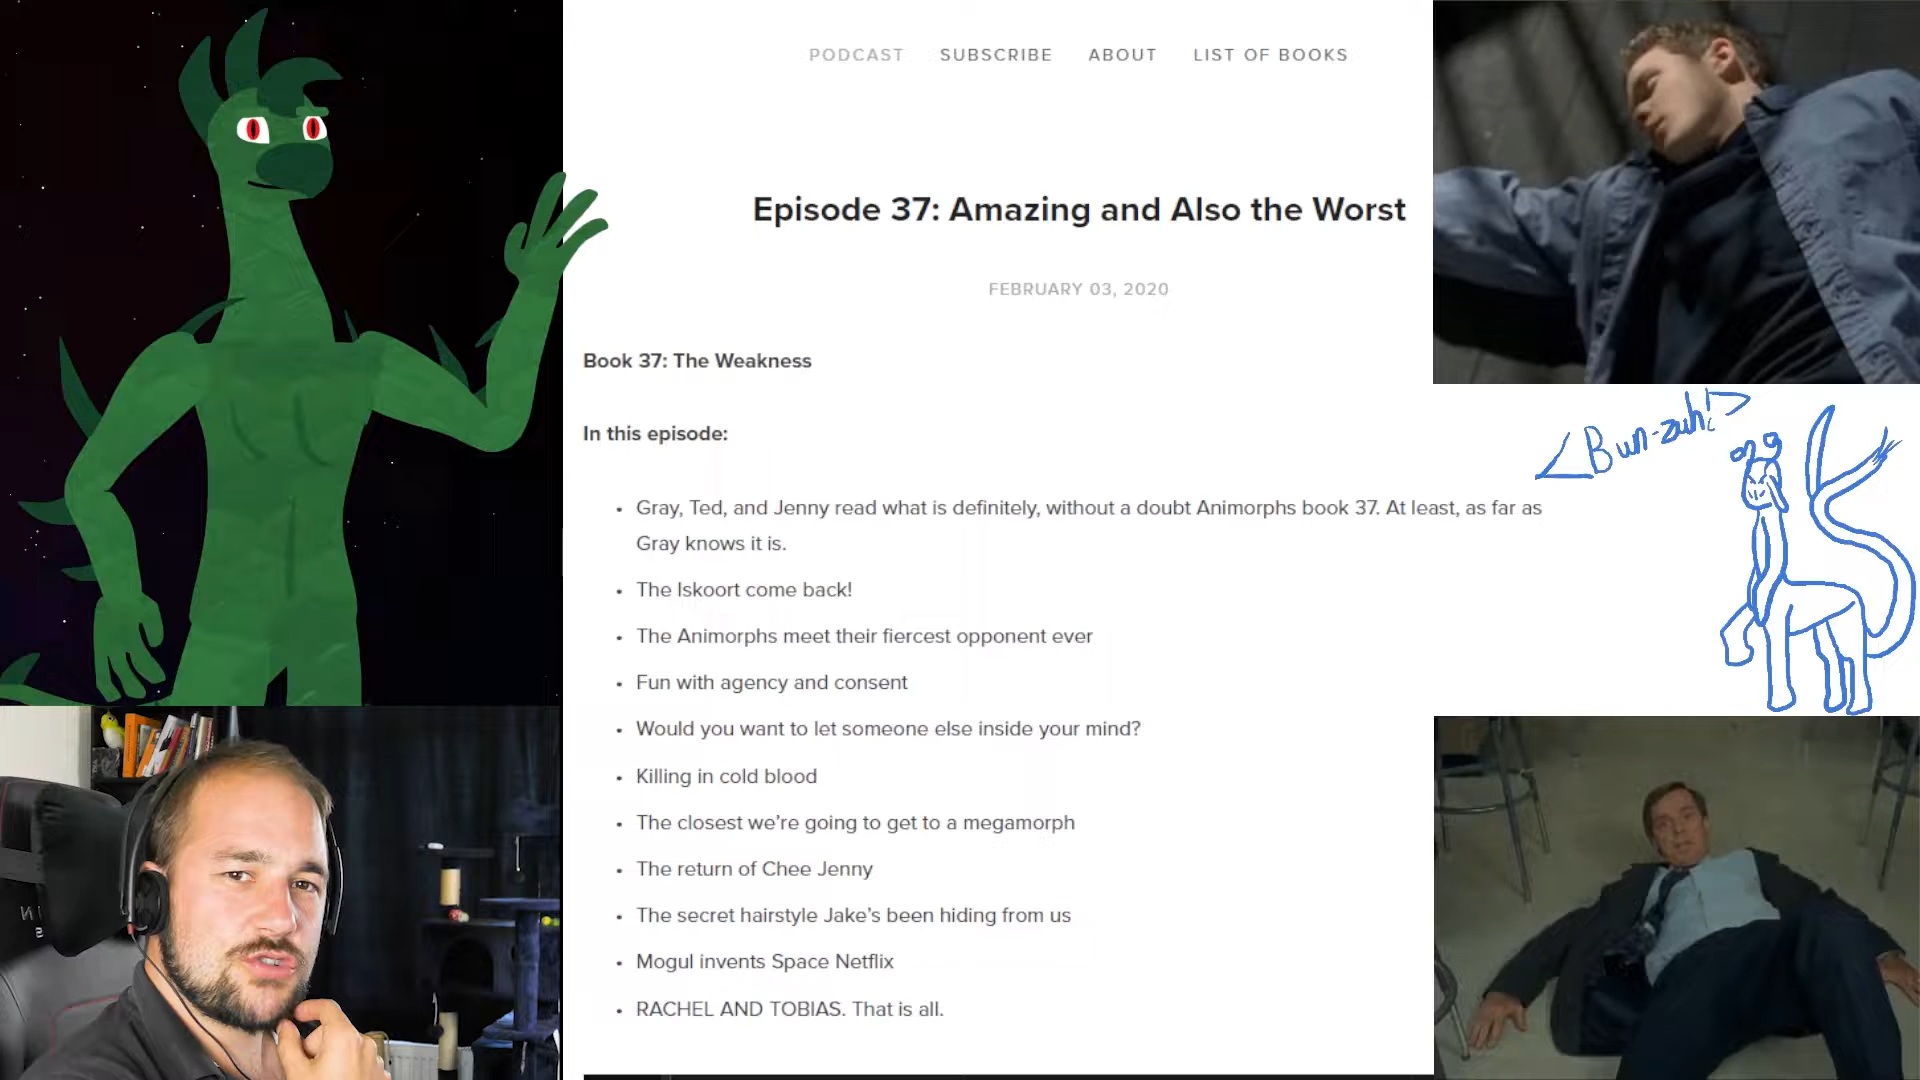 PODCAST SUBSCRIBE ABOUT LIST OF BOOKS
Episode 37: Amazing and Also the Worst
FEBRUARY 03, 2020
Book 37: The Weakness
<Bun-zuh!>
In this episode:
• Gray, Ted, and Jenny read what is definitely, without a doubt Animorphs book 37. At least, as far as
Gray knows it is.
• The Iskoort come back!
• The Animorphs meet their fiercest opponent ever
• Fun with agency and consent
• Would you want to let someone else inside your mind?
• Killing in cold blood
• The closest we're going to get to a megamorph
• The return of Chee Jenny
• The secret hairstyle Jake's been hiding from us
• Mogul invents Space Netflix
• RACHEL AND TOBIAS. That is all.